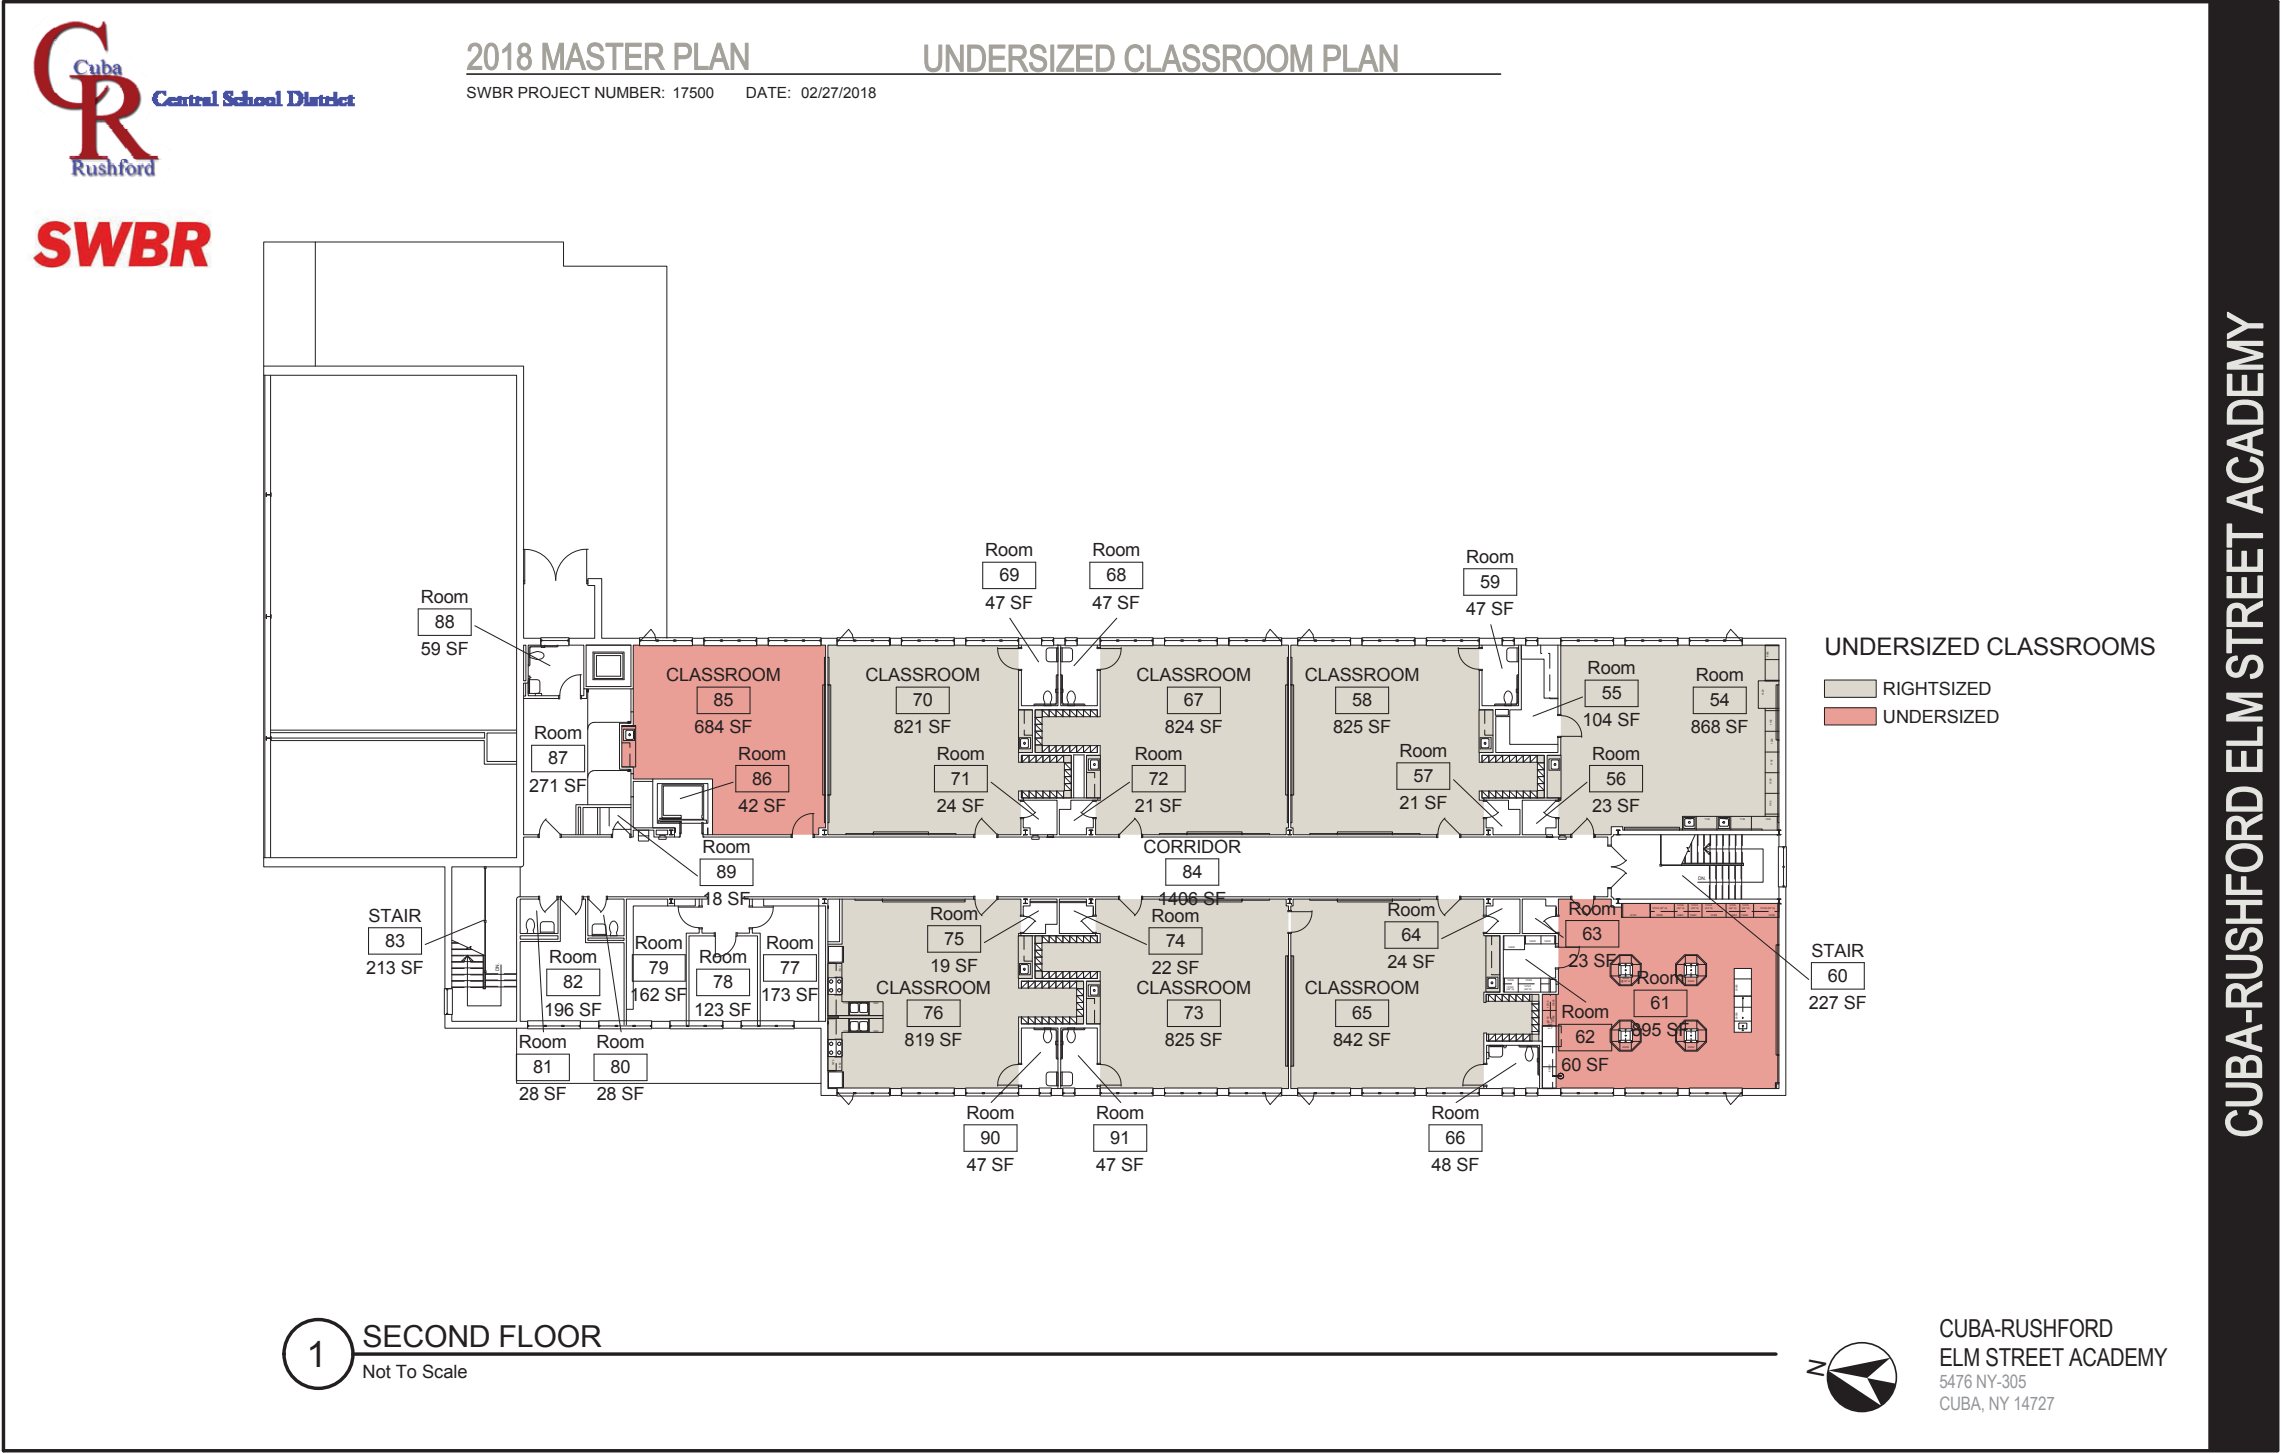 Cuba
Central School District
Rushford
SWBR
2018 MASTER PLAN
UNDERSIZED CLASSROOM PLAN
SWBR PROJECT NUMBER: 17500 DATE: 02/27/2018
CUBA-RUSHFORD ELM STREET ACADEMY
Room
69
47 SF
Room
68
47 SF
Room
59
47 SF
Room
88
59 SF
UNDERSIZED CLASSROOMS
RIGHTSIZED
UNDERSIZED
CLASSROOM
85
684 SF
CLASSROOM
70
821 SF
CLASSROOM
67
824 SF
CLASSROOM
58
825 SF
Room
55
104 SF
Room
54
868 SF
Room
87
271 SF
Room
86
42 SF
Room
71
24 SF
Room
72
21 SF
Room
57
21 SF
Room
56
23 SF
Room
89
18 SF
CORRIDOR
84
1406 SF
DN
STAIR
83
213 SF
DN
Room
82
196 SF
Room
79
162 SF
Room
78
123 SF
Room
77
173 SF
Room
75
19 SF
Room
74
22 SF
Room
64
24 SF
Room
63
23 SF
CLASSROOM
76
819 SF
CLASSROOM
73
825 SF
CLASSROOM
65
842 SF
Room
61
895 SF
Room
62
60 SF
STAIR
60
227 SF
Room
81
28 SF
Room
80
28 SF
Room
90
47 SF
Room
91
47 SF
Room
66
48 SF
1
SECOND FLOOR
Not To Scale
N
CUBA-RUSHFORD
ELM STREET ACADEMY
5476 NY-305
CUBA, NY 14727